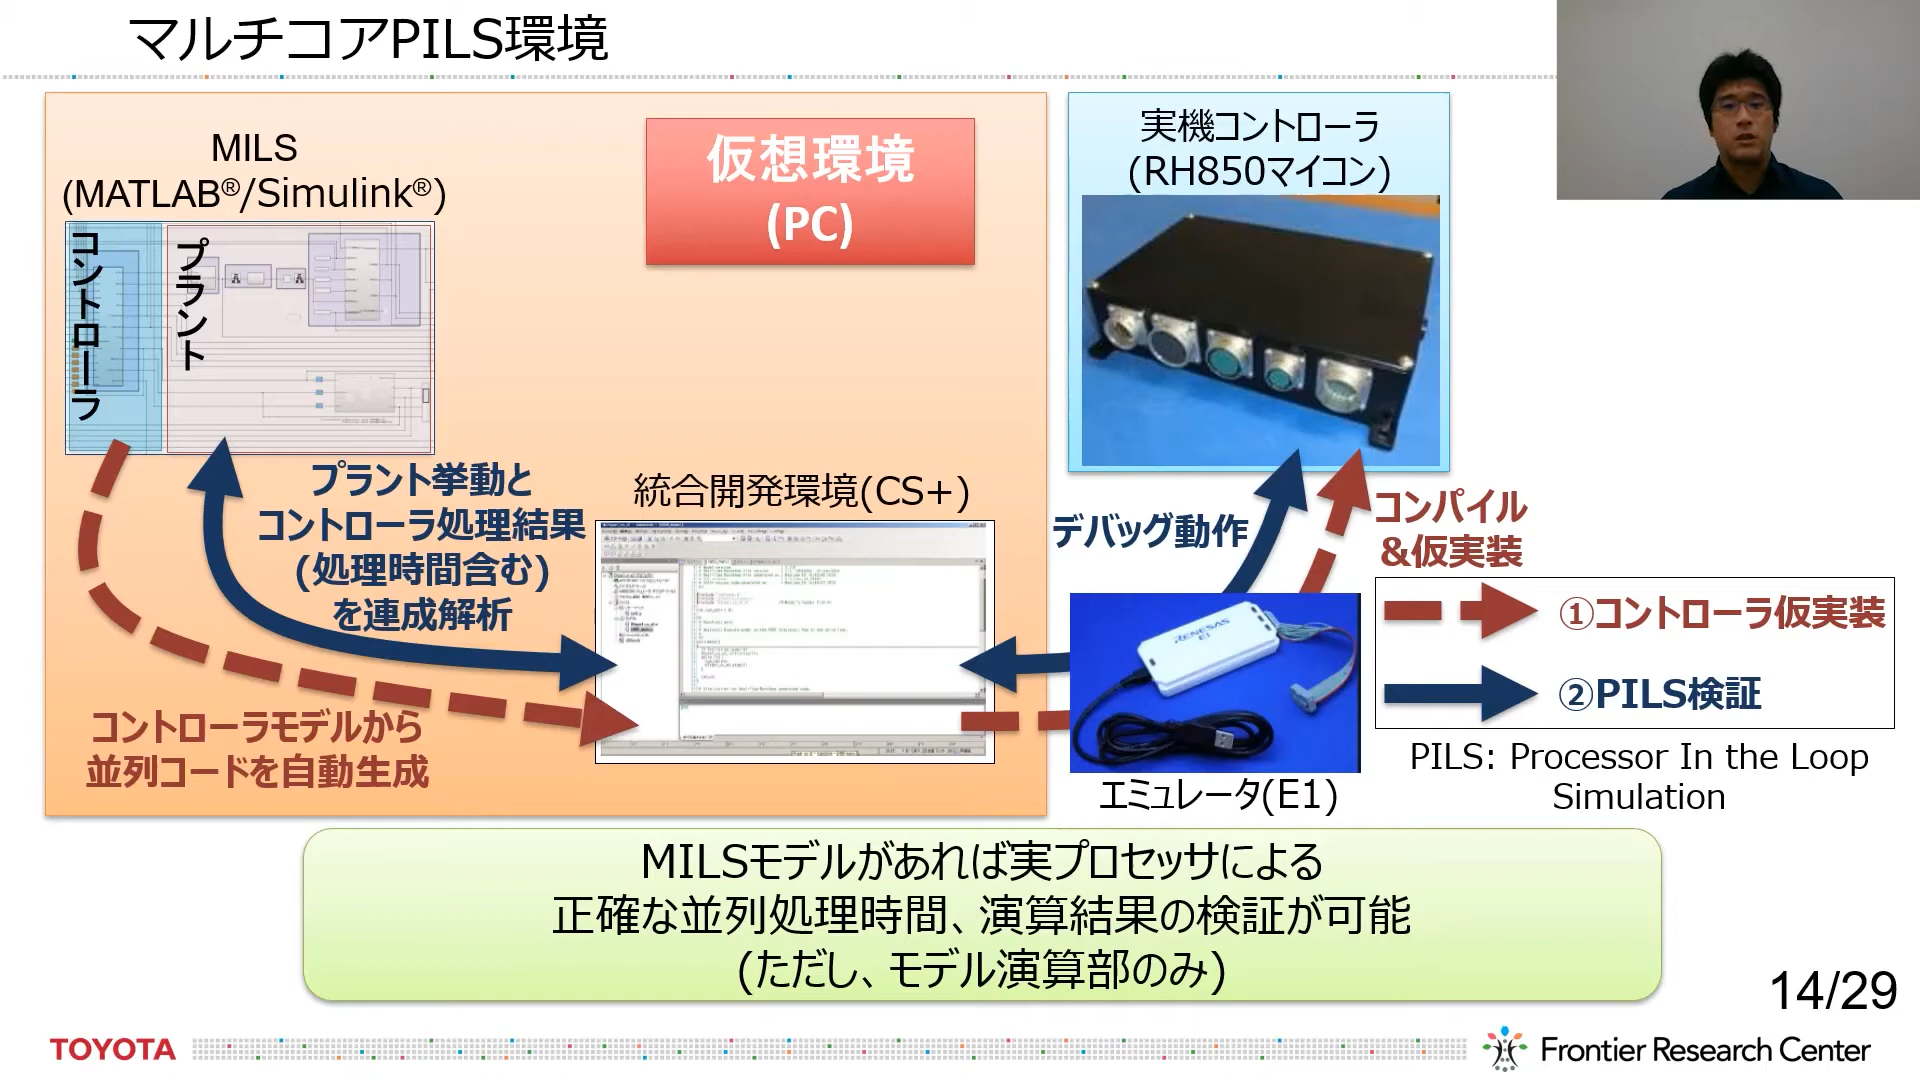 マルチコアPILS環境
MILS
(MATLAB®/Simulink®)
コントローラ
プラント
仮想環境
(PC)
実機コントローラ
(RH850マイコン)
プラント挙動と
コントローラ処理結果
(処理時間含む)
を連成解析
統合開発環境(CS+)
デバッグ動作
コンパイル
&仮実装
RENESAS
E1
①コントローラ仮実装
②PILS検証
コントローラモデルから
並列コードを自動生成
エミュレータ(E1)
PILS: Processor In the Loop
Simulation
MILSモデルがあれば実プロセッサによる
正確な並列処理時間、演算結果の検証が可能
(ただし、モデル演算部のみ)
14/29
TOYOTA
Frontier Research Center